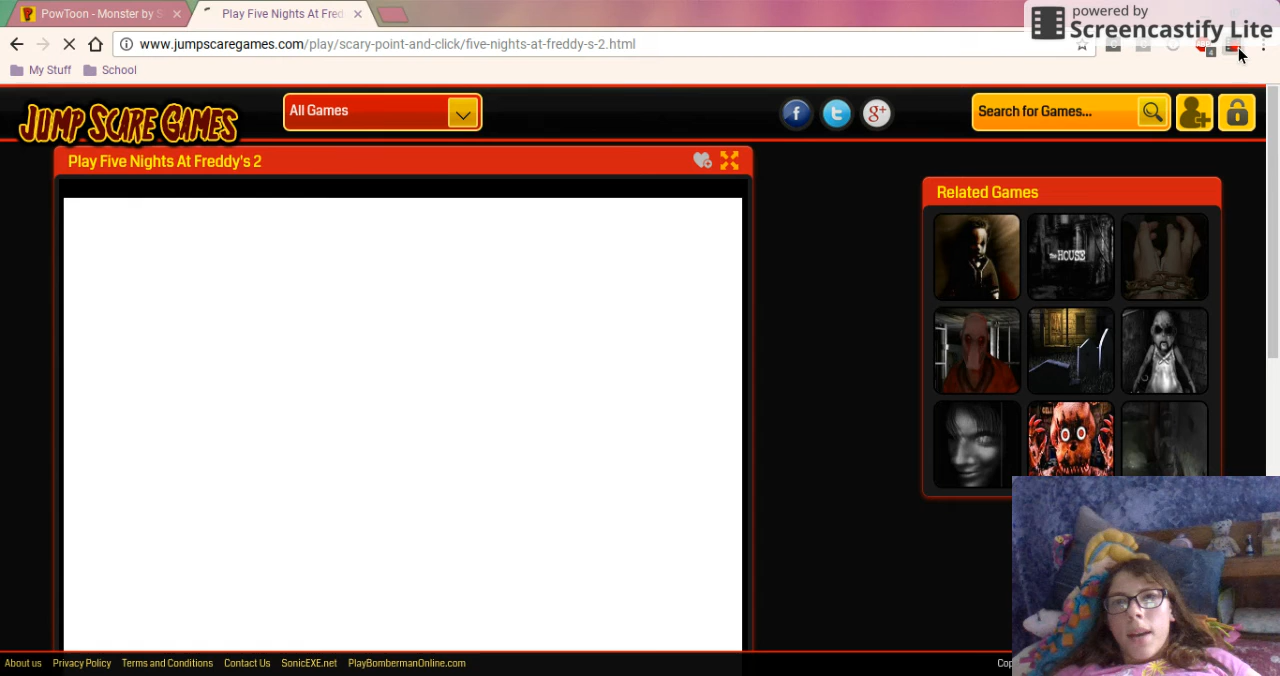 PowToon - Monster by S
Play Five Nights At Fred
powered by
Screencastify Lite
www.jumpscaregames.com/play/scary-point-and-click/five-nights-at-freddy-s-2.html
4
My Stuff
School
JUMP SCARE GAMES
All Games
f
t
g+
Search for Games...
Play Five Nights At Freddy's 2
Related Games
the HOUSE
About us
Privacy Policy
Terms and Conditions
Contact Us
SonicEXE.net
PlayBombermanOnline.com
Cop